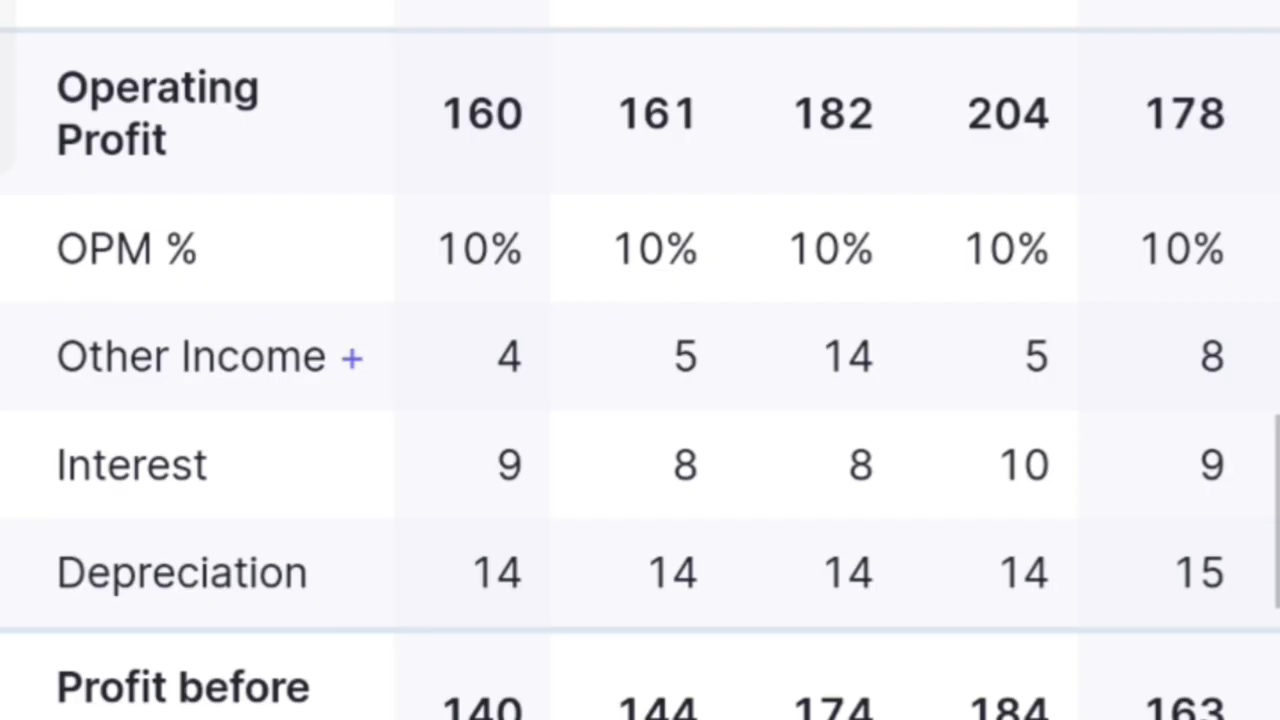 Operating Profit 160 161 182 204 178
OPM % 10% 10% 10% 10% 10%
Other Income + 4 5 14 5 8
Interest 9 8 8 10 9
Depreciation 14 14 14 14 15
Profit before 140 144 174 184 163